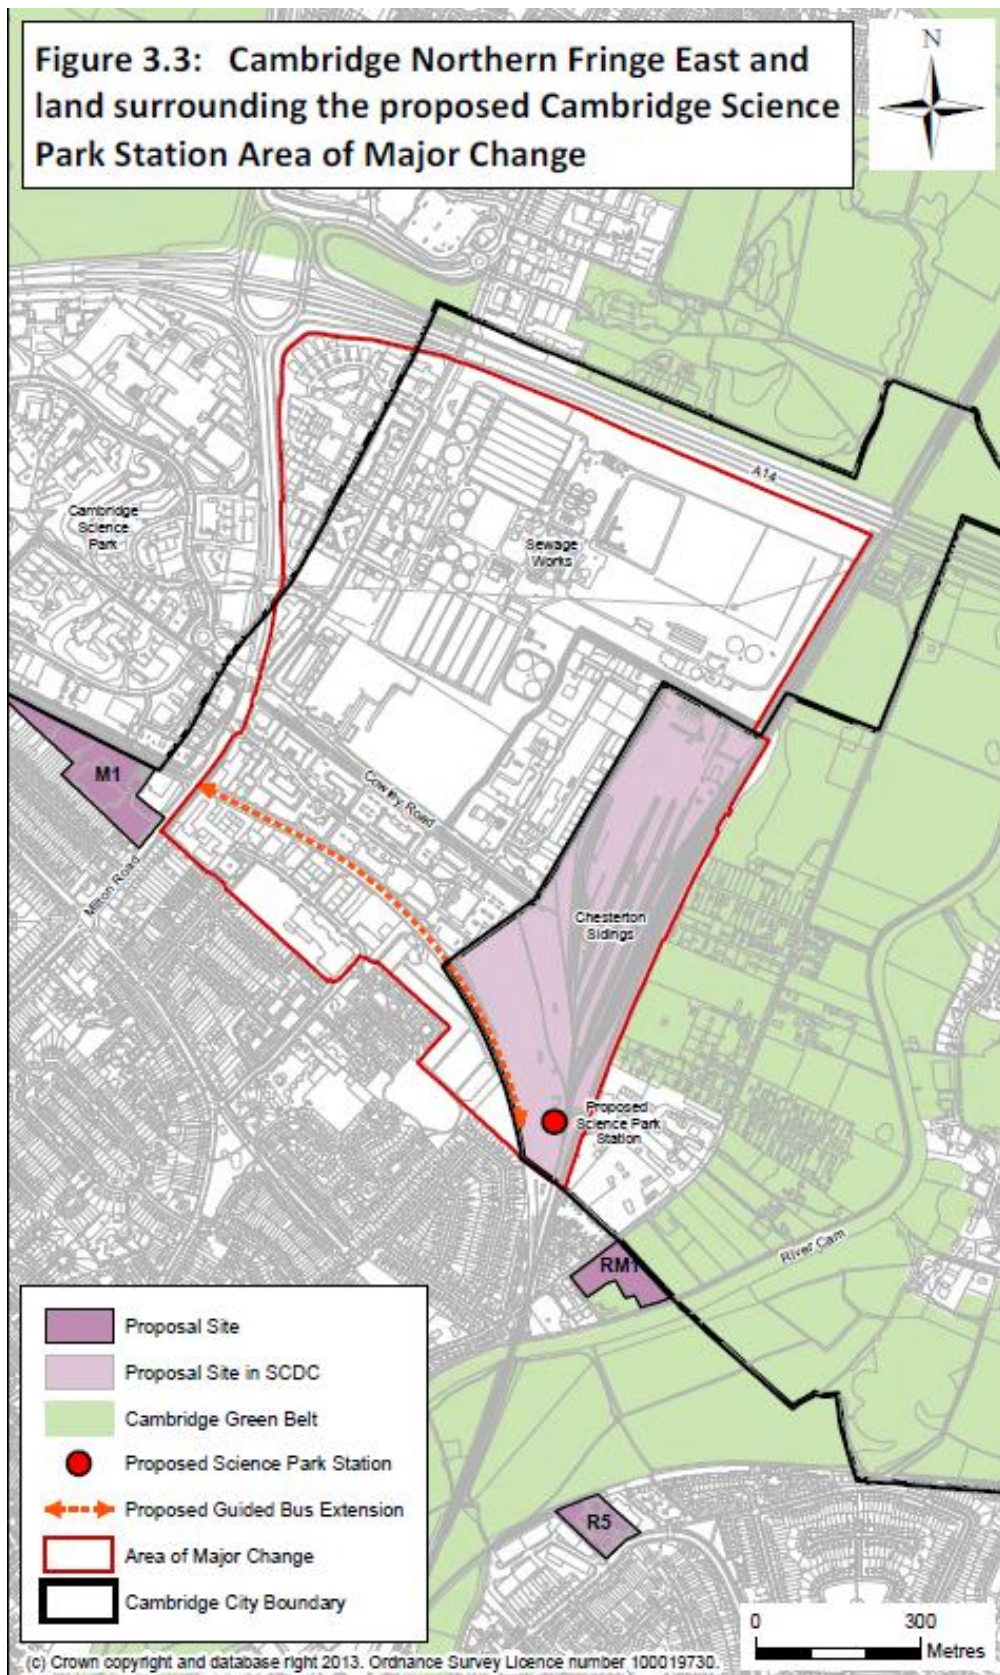 Figure 3.3: Cambridge Northern Fringe East and
land surrounding the proposed Cambridge Science
Park Station Area of Major Change
N
A14
Cambridge
Science
Park
Sewage
Works
M1
Cowley Road
Milton Road
Chesterton
Sidings
Proposed
Science Park
Station
River Cam
RM1
R5
Proposal Site
Proposal Site in SCDC
Cambridge Green Belt
Proposed Science Park Station
Proposed Guided Bus Extension
Area of Major Change
Cambridge City Boundary
0 300
Metres
(c) Crown copyright and database right 2013. Ordnance Survey Licence number 100019730.